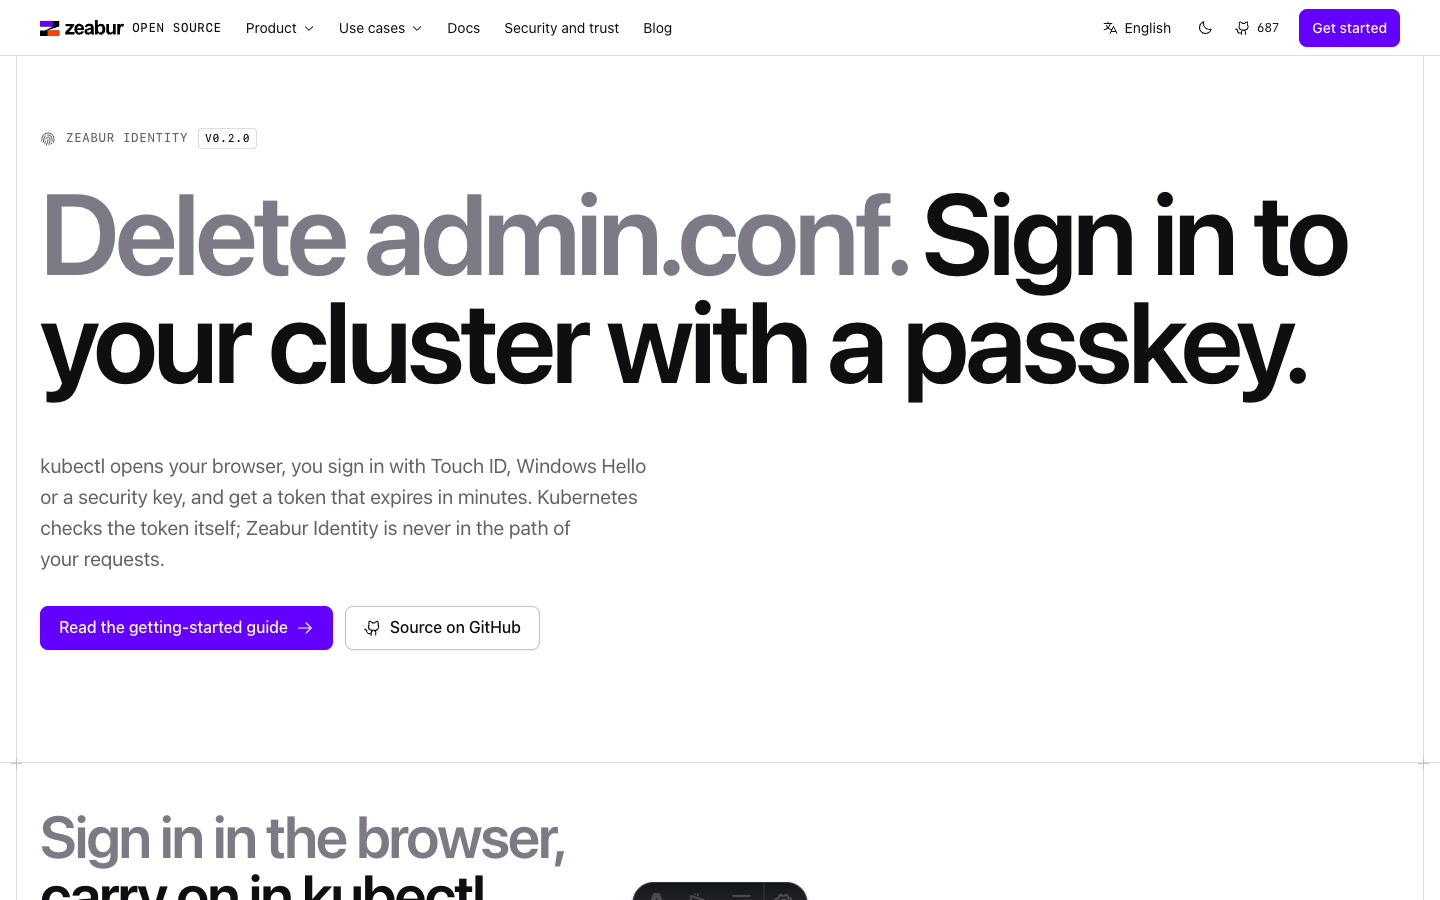 zeabur OPEN SOURCE Product Use cases Docs Security and trust Blog English 687 Get started
ZEABUR IDENTITY V0.2.0
Delete admin.conf. Sign in to
your cluster with a passkey.
kubectl opens your browser, you sign in with Touch ID, Windows Hello
or a security key, and get a token that expires in minutes. Kubernetes
checks the token itself; Zeabur Identity is never in the path of
your requests.
Read the getting-started guide Source on GitHub
Sign in in the browser,
carry on in kubectl